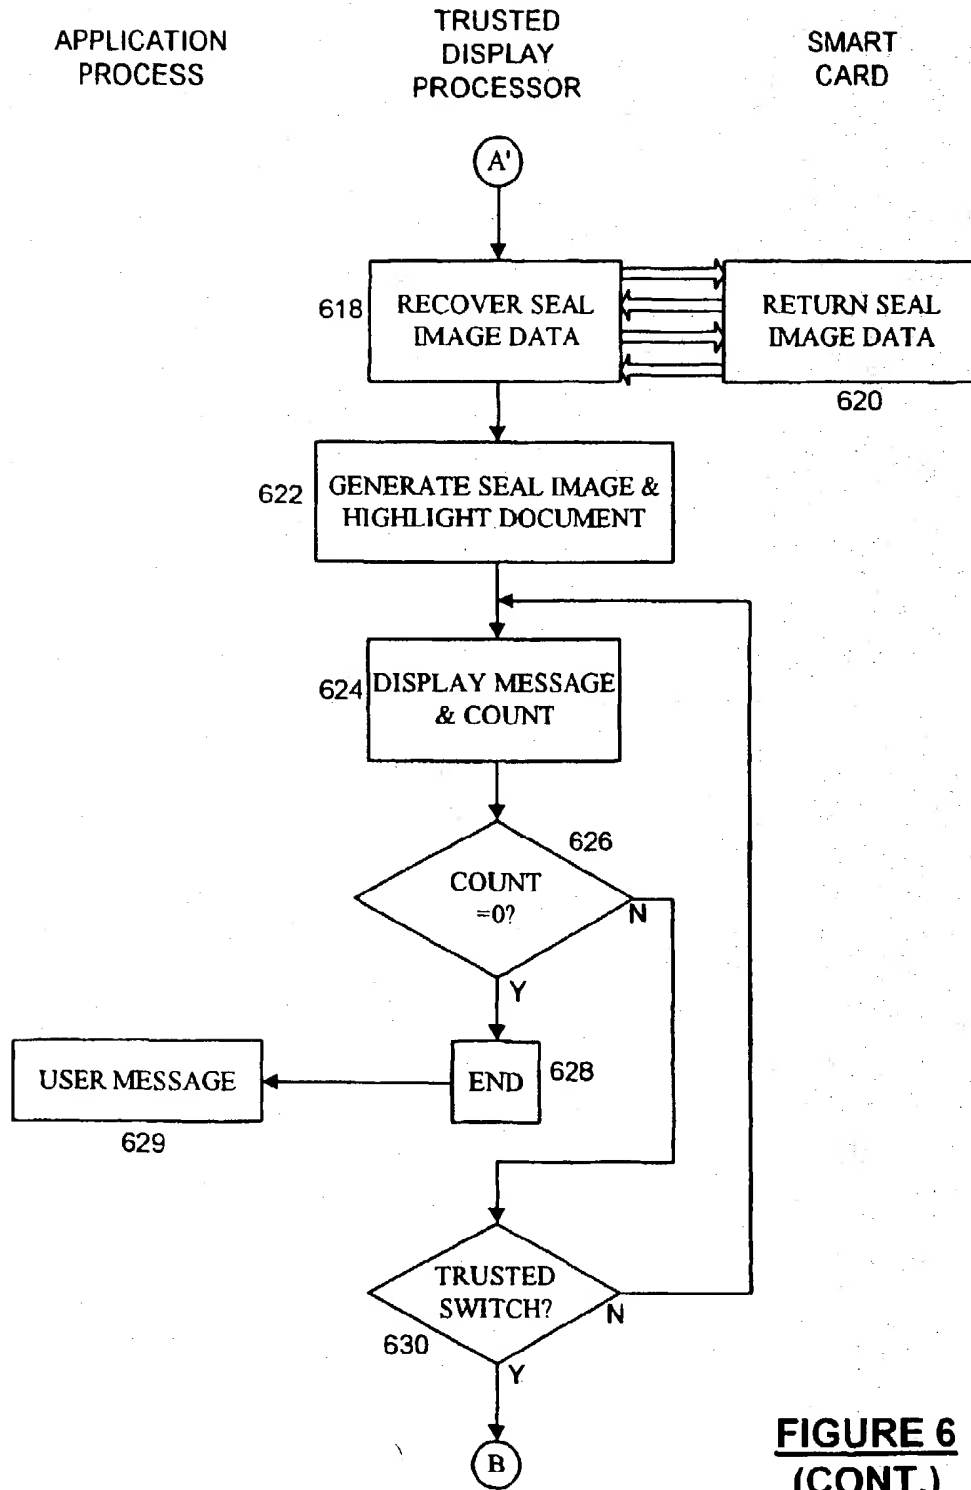 APPLICATION
PROCESS
TRUSTED
DISPLAY
PROCESSOR
SMART
CARD
A'
618
RECOVER SEAL
IMAGE DATA
RETURN SEAL
IMAGE DATA
620
622
GENERATE SEAL IMAGE &
HIGHLIGHT DOCUMENT
624
DISPLAY MESSAGE
& COUNT
626
COUNT
=0?
N
Y
USER MESSAGE
629
END
628
TRUSTED
SWITCH?
N
630
Y
B
FIGURE 6
(CONT.)